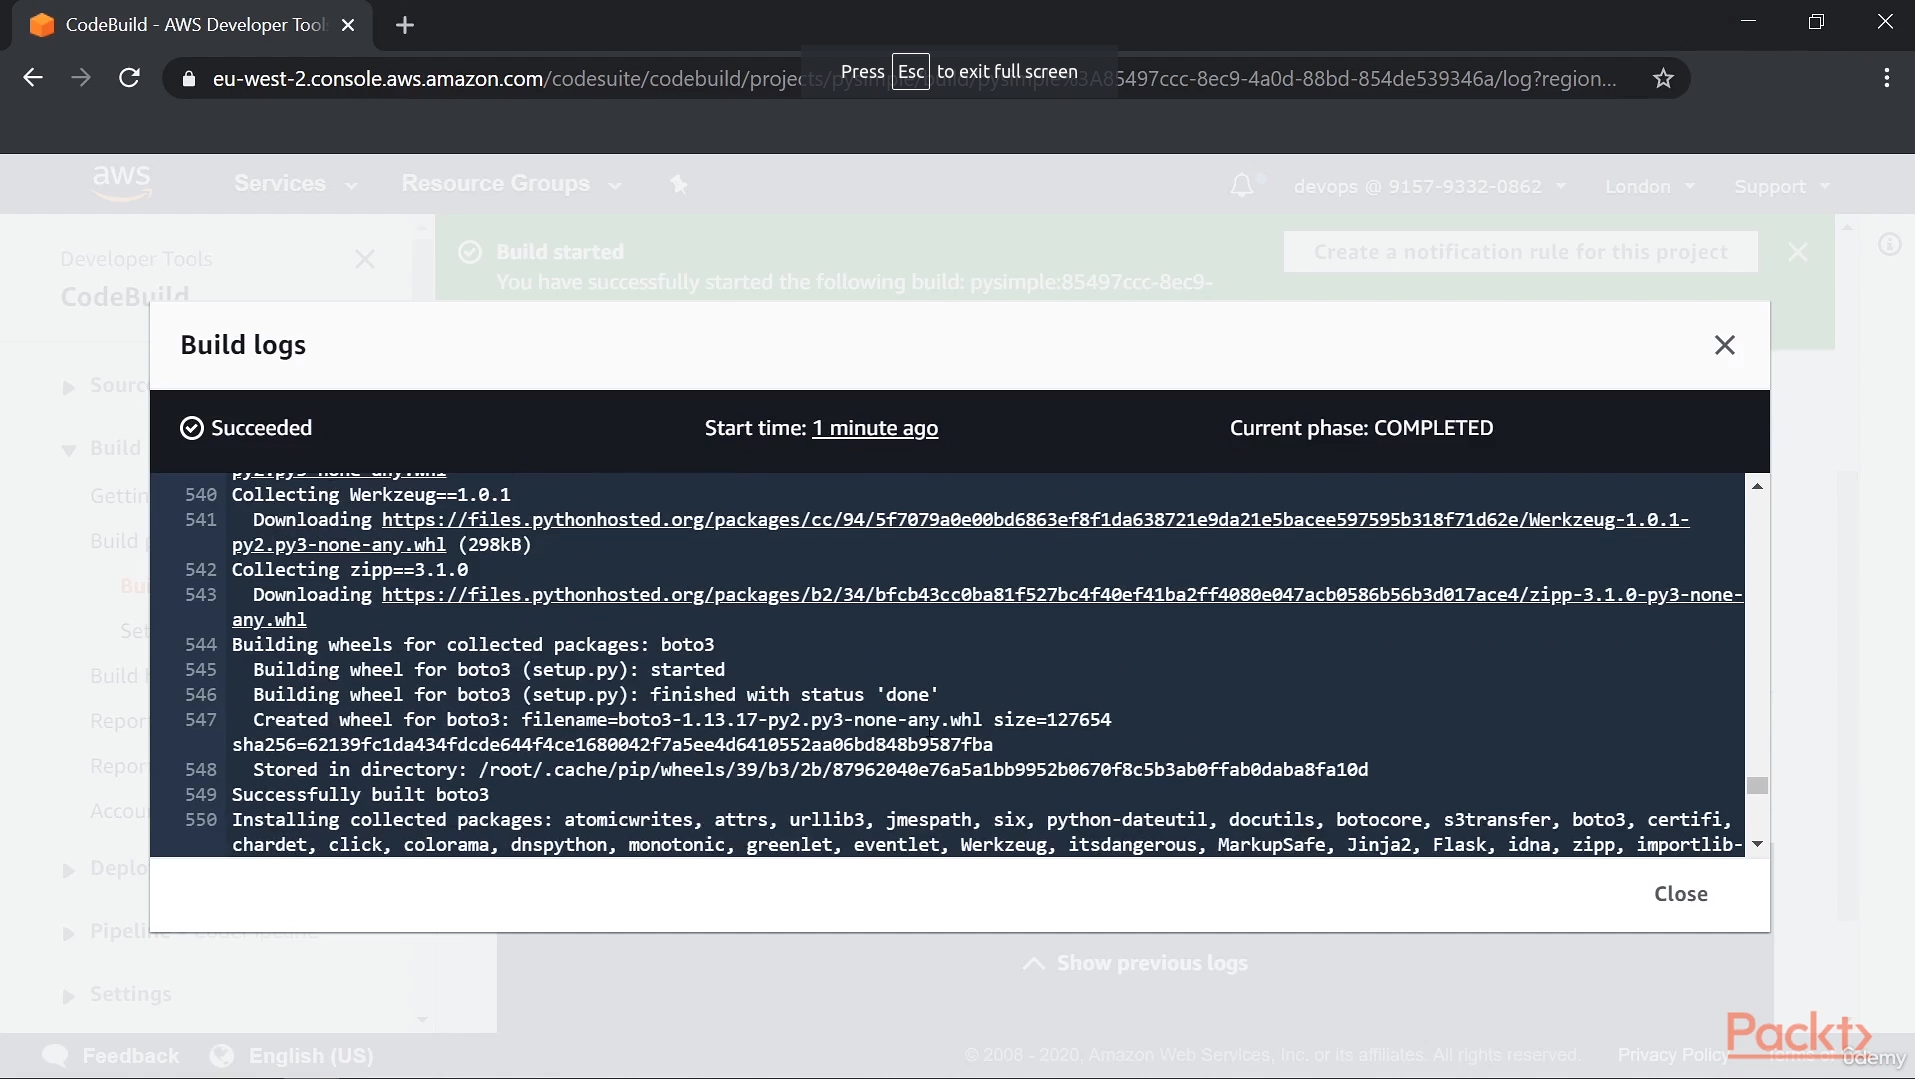 CodeBuild - AWS Developer Tool
Press Esc to exit full screen
eu-west-2.console.aws.amazon.com/codesuite/codebuild/projects/pysimple/build/pysimple%3A85497ccc-8ec9-4a0d-88bd-854de539346a/log?region...
aws
Services
Resource Groups
devops @ 9157-9332-0862
London
Support
Developer Tools
CodeBuild
Build started
You have successfully started the following build: pysimple:85497ccc-8ec9-
Create a notification rule for this project
Build logs
Succeeded
Start time: 1 minute ago
Current phase: COMPLETED
py2.py3-none-any.whl
540 Collecting Werkzeug==1.0.1
541 Downloading https://files.pythonhosted.org/packages/cc/94/5f7079a0e00bd6863ef8f1da638721e9da21e5bacee597595b318f71d62e/Werkzeug-1.0.1-
py2.py3-none-any.whl (298kB)
542 Collecting zipp==3.1.0
543 Downloading https://files.pythonhosted.org/packages/b2/34/bfcb43cc0ba81f527bc4f40ef41ba2ff4080e047acb0586b56b3d017ace4/zipp-3.1.0-py3-none-
any.whl
544 Building wheels for collected packages: boto3
545 Building wheel for boto3 (setup.py): started
546 Building wheel for boto3 (setup.py): finished with status 'done'
547 Created wheel for boto3: filename=boto3-1.13.17-py2.py3-none-any.whl size=127654
sha256=62139fc1da434fdcde644f4ce1680042f7a5ee4d6410552aa06bd848b9587fba
548 Stored in directory: /root/.cache/pip/wheels/39/b3/2b/87962040e76a5a1bb9952b0670f8c5b3ab0ffab0daba8fa10d
549 Successfully built boto3
550 Installing collected packages: atomicwrites, attrs, urllib3, jmespath, six, python-dateutil, docutils, botocore, s3transfer, boto3, certifi,
chardet, click, colorama, dnspython, monotonic, greenlet, eventlet, Werkzeug, itsdangerous, MarkupSafe, Jinja2, Flask, idna, zipp, importlib-
Close
Sourc
Build
Gettin
Build p
Bui
Set
Build h
Repor
Repor
Accou
Deplo
Pipeline - CodePipeline
Settings
Show previous logs
Feedback
English (US)
© 2008 - 2020, Amazon Web Services, Inc. or its affiliates. All rights reserved.
Privacy Policy
Terms of
Packt>
Udemy